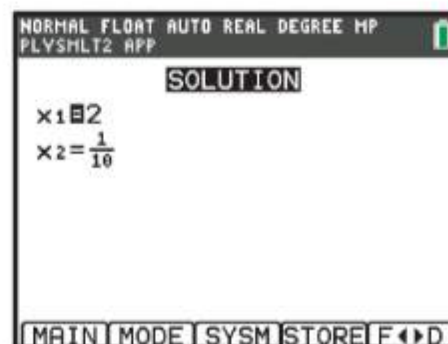 NORMAL FLOAT AUTO REAL DEGREE MP
PLYSMLT2 APP
SOLUTION
x1=2
x2=1/10
MAIN MODE SYSM STORE F◄►D